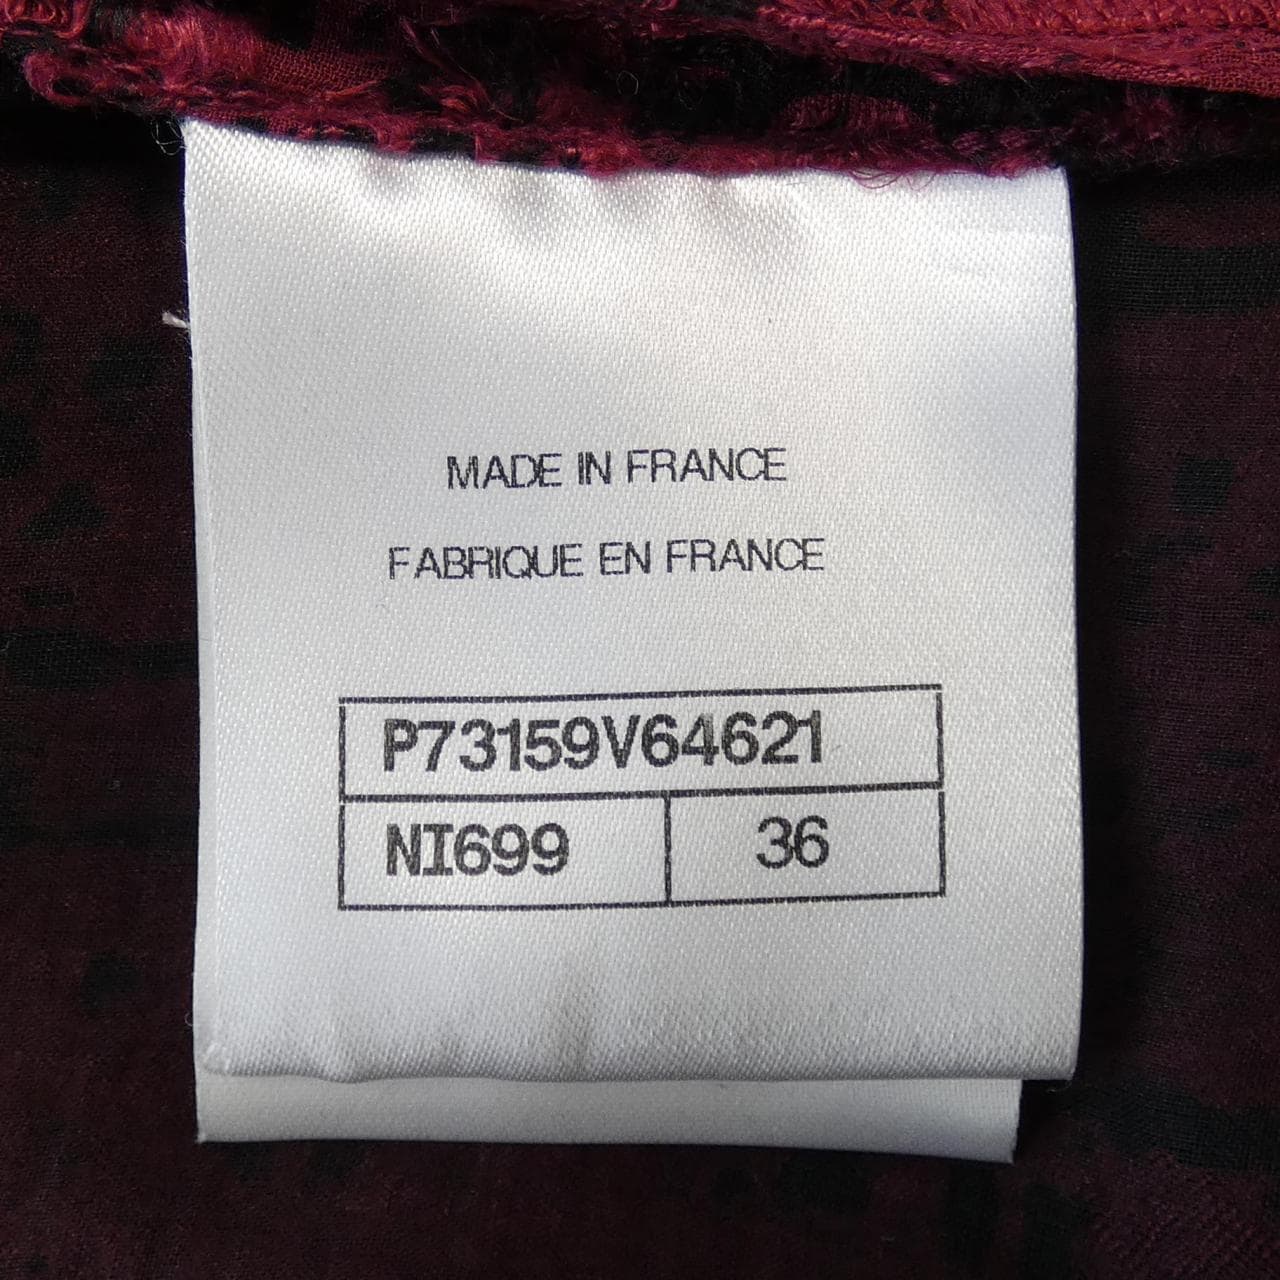 MADE IN FRANCE
FABRIQUE EN FRANCE
P73159V64621
NI699 36